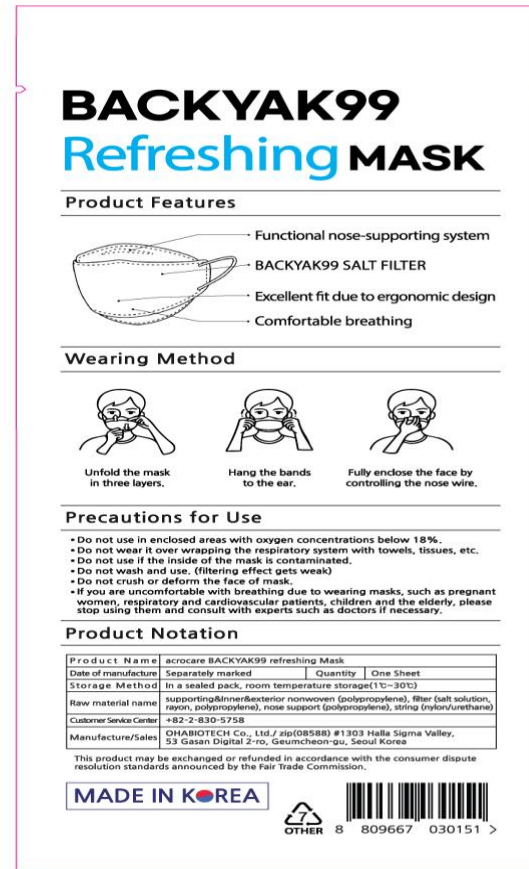 BACKYAK99
Refreshing MASK
Product Features
Functional nose-supporting system
BACKYAK99 SALT FILTER
Excellent fit due to ergonomic design
Comfortable breathing
Wearing Method
Unfold the mask
in three layers.
Hang the bands
to the ear.
Fully enclose the face by
controlling the nose wire.
Precautions for Use
• Do not use in enclosed areas with oxygen concentrations below 18%.
• Do not wear it over wrapping the respiratory system with towels, tissues, etc.
• Do not use if the inside of the mask is contaminated.
• Do not wash and use. (filtering effect gets weak)
• Do not crush or deform the face of mask.
• If you are uncomfortable with breathing due to wearing masks, such as pregnant
women, respiratory and cardiovascular patients, children and the elderly, please
stop using them and consult with experts such as doctors if necessary.
Product Notation
Product Name acrocare BACKYAK99 refreshing Mask
Date of manufacture Separately marked Quantity One Sheet
Storage Method In a sealed pack, room temperature storage(1℃~30℃)
Raw material name supporting&Inner&exterior nonwoven (polypropylene), filter (salt solution,
rayon, polypropylene), nose support (polypropylene), string (nylon/urethane)
Customer Service Center +82-2-830-5758
Manufacture/Sales OHABIOTECH Co., Ltd./ zip(08588) #1303 Halla Sigma Valley,
53 Gasan Digital 2-ro, Geumcheon-gu, Seoul Korea
This product may be exchanged or refunded in accordance with the consumer dispute
resolution standards announced by the Fair Trade Commission.
MADE IN KOREA
7
OTHER
8 809667 030151 >